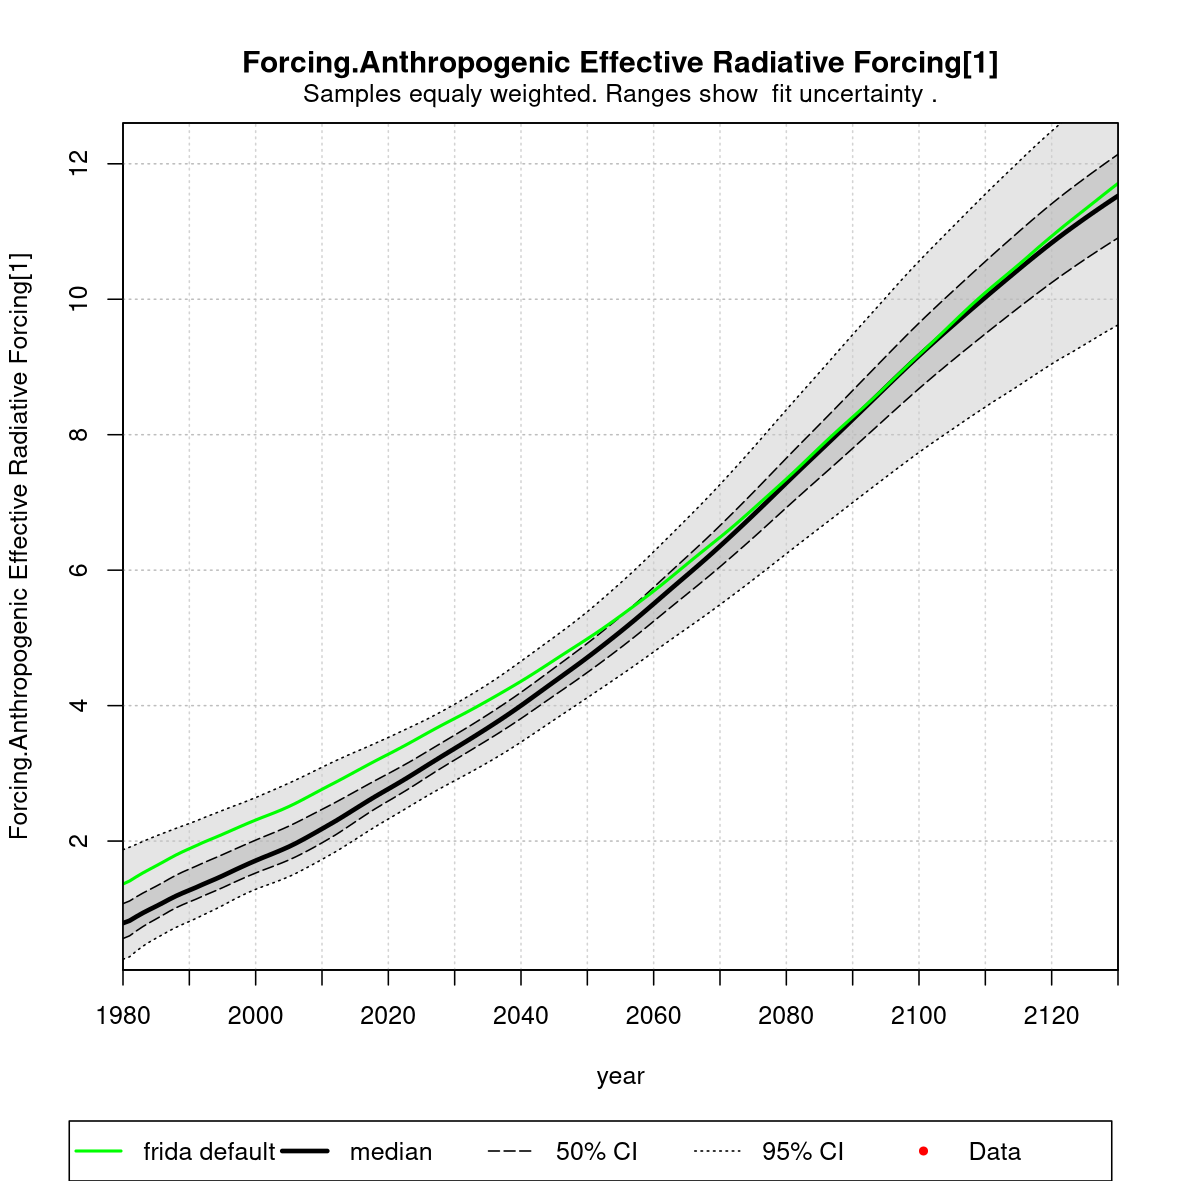 Forcing.Anthropogenic Effective Radiative Forcing[1]
Samples equaly weighted. Ranges show  fit uncertainty .
Forcing.Anthropogenic Effective Radiative Forcing[1]
12
10
8
6
4
2
1980 2000 2020 2040 2060 2080 2100 2120
year
frida default median 50% CI 95% CI Data